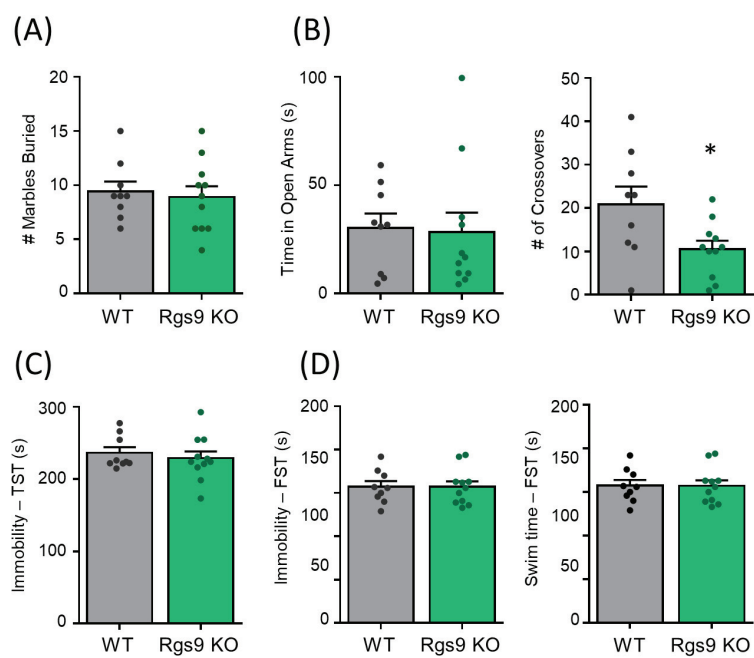 (A)
# Marbles Buried
20
15
10
5
0
WT Rgs9 KO
(B)
Time in Open Arms (s)
100
50
0
WT Rgs9 KO
# of Crossovers
50
40
30
20
10
0
*
WT Rgs9 KO
(C)
Immobility – TST (s)
300
200
100
0
WT Rgs9 KO
(D)
Immobility – FST (s)
200
150
100
50
0
WT Rgs9 KO
Swim time – FST (s)
200
150
100
50
0
WT Rgs9 KO